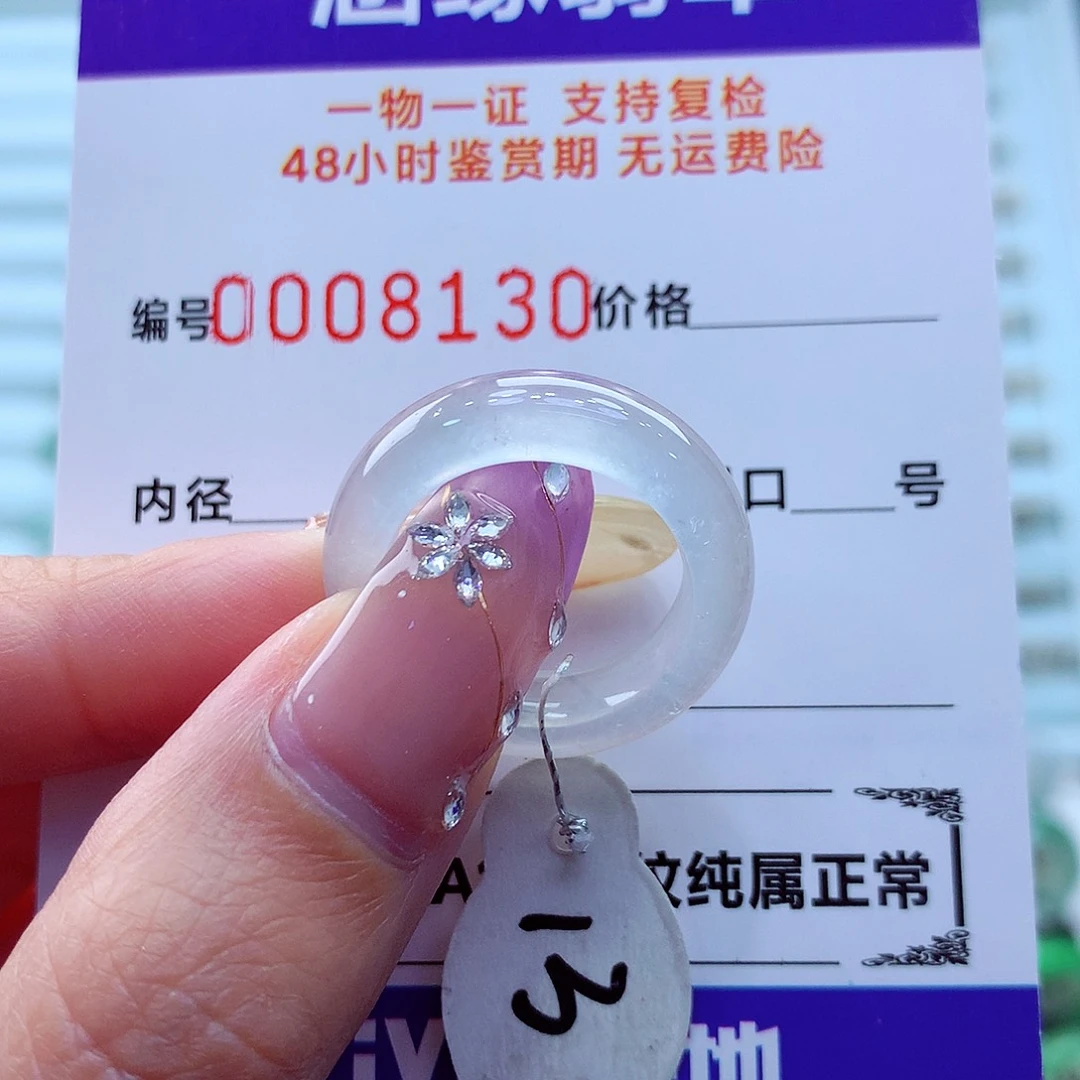 一物一证 支持复检
48小时鉴赏期 无运费险
编号0008130价格
内径 口 号
纹纯属正常
13
地